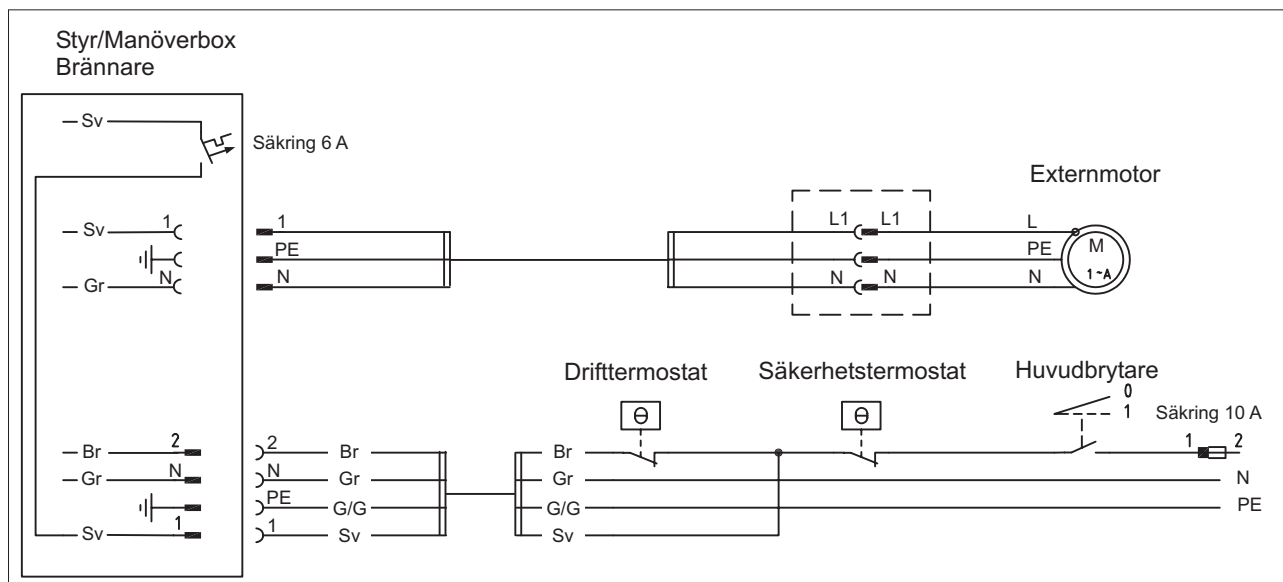 Styr/Manöverbox
Brännare
Sv
Säkring 6 A
Externmotor
Sv 1 1 L1 L1 L
PE PE M
Gr N N N N N 1~A
Drifttermostat Säkerhetstermostat Huvudbrytare
0
θ θ 1 Säkring 10 A
Br 2 2 Br Br 1 2
Gr N N Gr Gr N
PE G/G G/G PE
Sv 1 1 Sv Sv